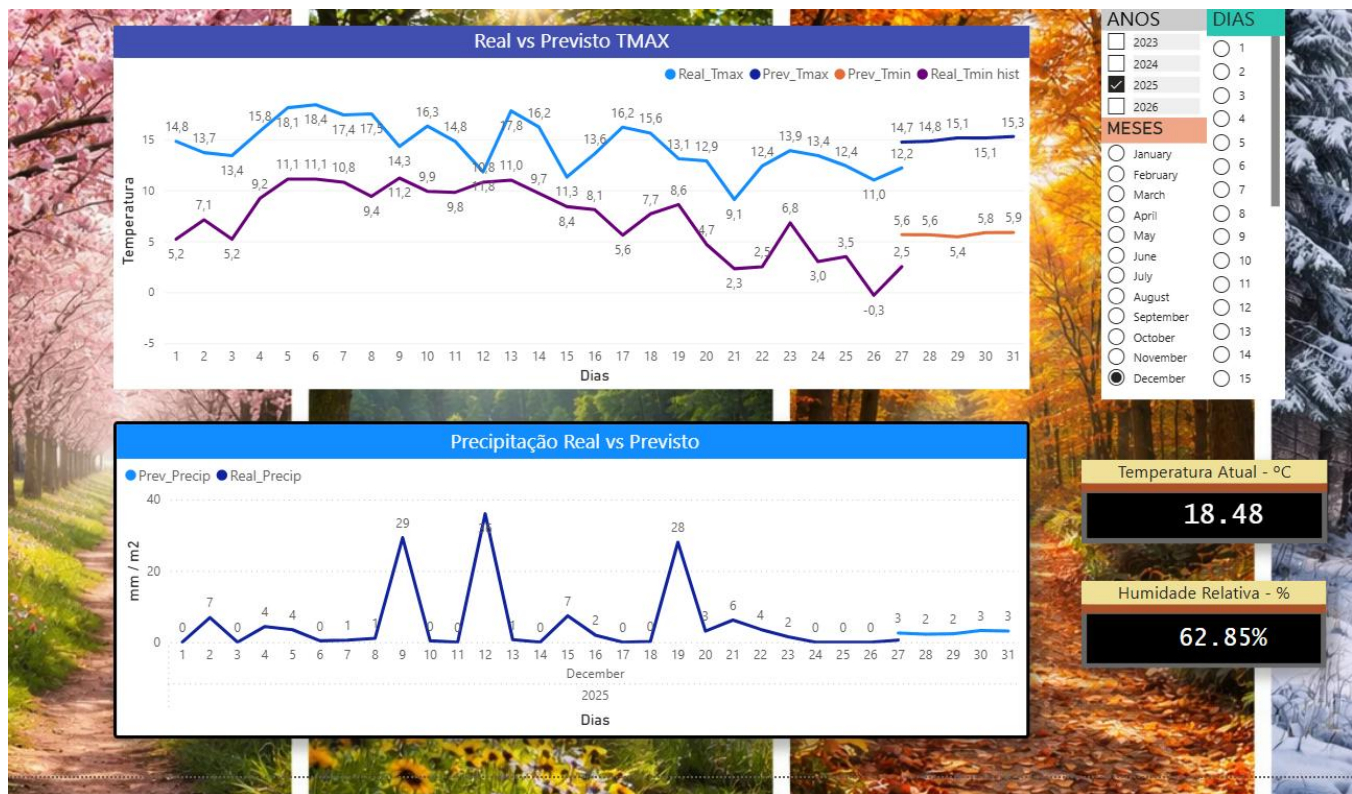 Real vs Previsto TMAX
Real_Tmax Prev_Tmax Prev_Tmin Real_Tmin hist
Temperatura
15
10
5
0
-5
14,8 13,7 13,4 15,8 18,1 18,4 17,4 17,5 14,3 16,3 14,8 11,8 17,8 16,2 11,3 13,6 16,2 15,6 13,1 12,9 9,1 12,4 13,9 13,4 12,4 11,0 12,2
14,7 14,8 15,1 15,1 15,3
5,2 7,1 5,2 9,2 11,1 11,1 10,8 9,4 11,2 9,9 9,8 10,8 11,0 9,7 8,4 8,1 5,6 7,7 8,6 4,7 2,3 2,5 6,8 3,0 3,5 -0,3 2,5
5,6 5,6 5,4 5,8 5,9
1 2 3 4 5 6 7 8 9 10 11 12 13 14 15 16 17 18 19 20 21 22 23 24 25 26 27 28 29 30 31
Dias
Precipitação Real vs Previsto
Prev_Precip Real_Precip
mm / m2
40
20
0
0 7 0 4 4 0 1 1 29 0 0 1 0 7 2 0 0 28 3 6 4 2 0 0 0 3 2 2 3 3
1 2 3 4 5 6 7 8 9 10 11 12 13 14 15 16 17 18 19 20 21 22 23 24 25 26 27 28 29 30 31
December
2025
Dias
ANOS
2023
2024
2025
2026
MESES
January
February
March
April
May
June
July
August
September
October
November
December
DIAS
1
2
3
4
5
6
7
8
9
10
11
12
13
14
15
Temperatura Atual - ºC
18.48
Humidade Relativa - %
62.85%